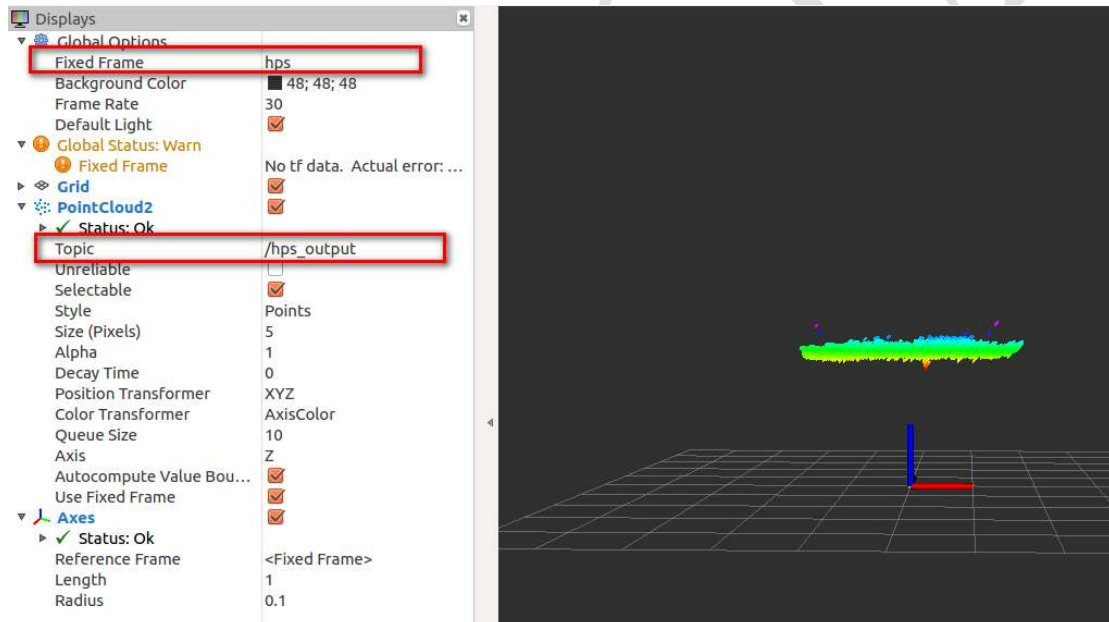 Displays
Global Options
Fixed Frame hps
Background Color 48; 48; 48
Frame Rate 30
Default Light
Global Status: Warn
Fixed Frame No tf data. Actual error: ...
Grid
PointCloud2
Status: Ok
Topic /hps_output
Unreliable
Selectable
Style Points
Size (Pixels) 5
Alpha 1
Decay Time 0
Position Transformer XYZ
Color Transformer AxisColor
Queue Size 10
Axis Z
Autocompute Value Bou...
Use Fixed Frame
Axes
Status: Ok
Reference Frame <Fixed Frame>
Length 1
Radius 0.1